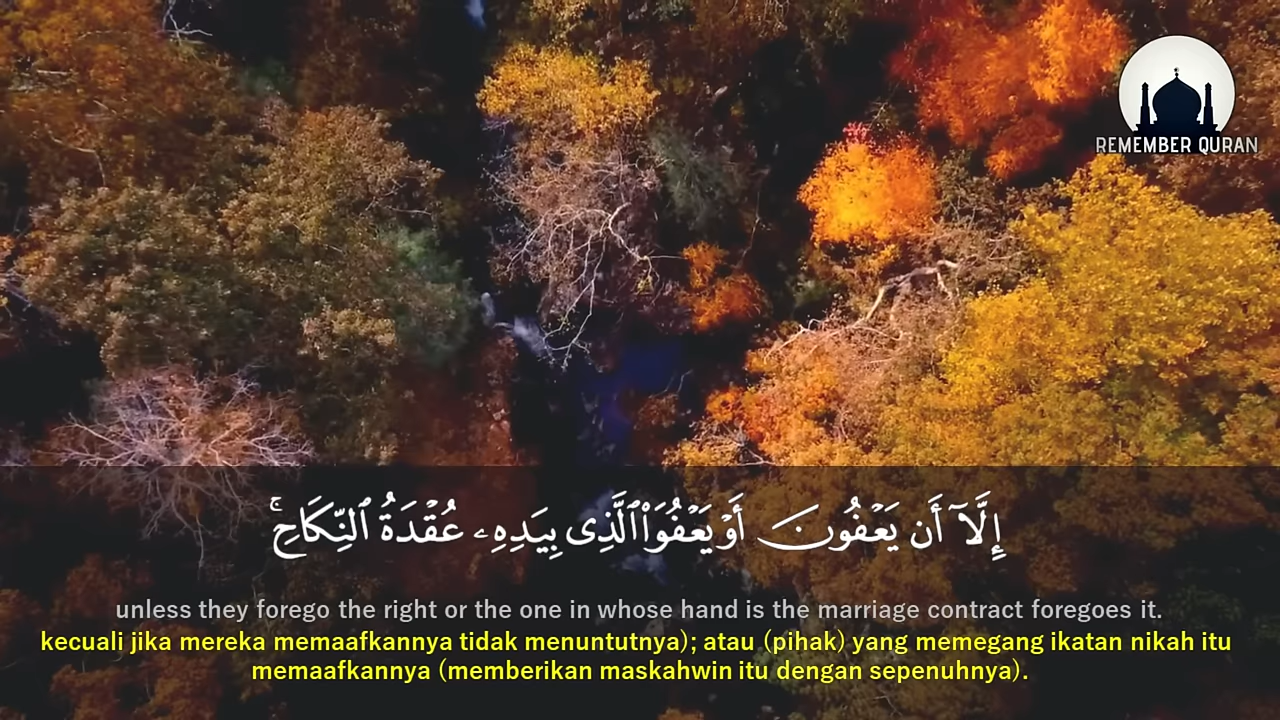 REMEMBER QURAN
إِلَّآ أَن يَعْفُونَ أَوْ يَعْفُوَا۟ ٱلَّذِى بِيَدِهِۦ عُقْدَةُ ٱلنِّكَاحِ ۚ
unless they forego the right or the one in whose hand is the marriage contract foregoes it.
kecuali jika mereka memaafkannya tidak menuntutnya); atau (pihak) yang memegang ikatan nikah itu
memaafkannya (memberikan maskahwin itu dengan sepenuhnya).